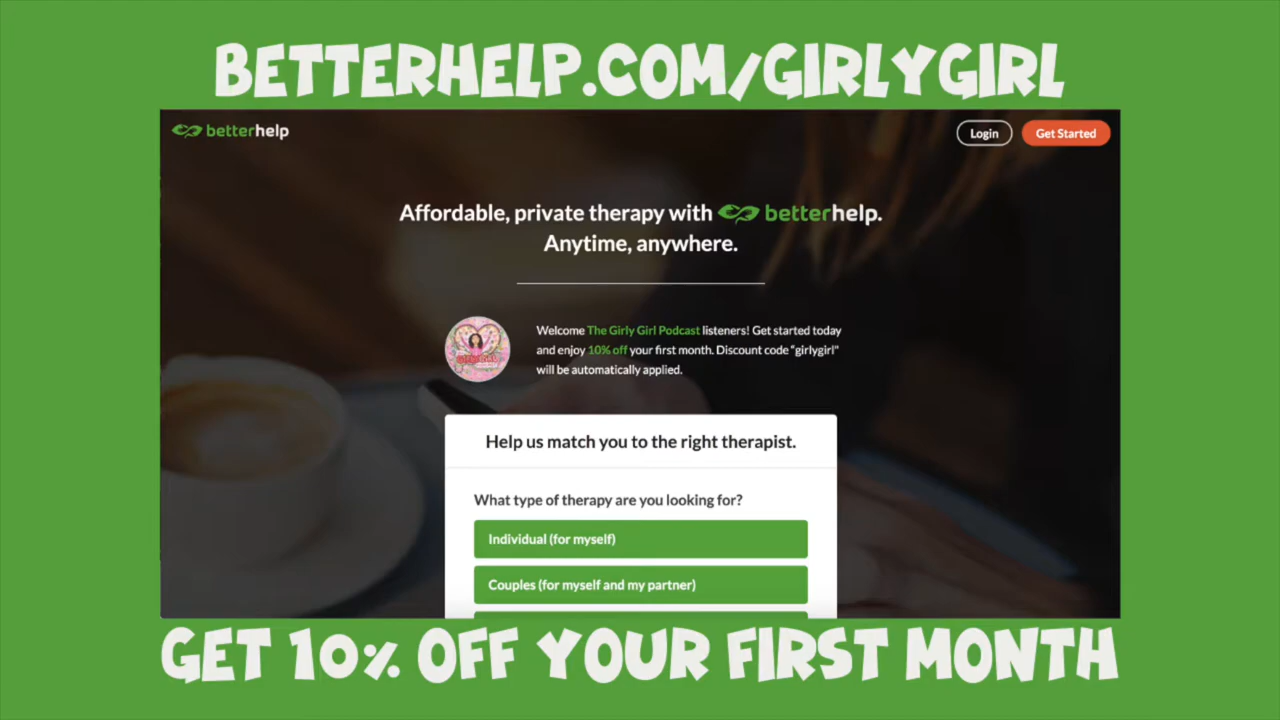 BETTERHELP.COM/GIRLYGIRL
betterhelp
Login
Get Started
Affordable, private therapy with betterhelp.
Anytime, anywhere.
Welcome The Girly Girl Podcast listeners! Get started today
and enjoy 10% off your first month. Discount code "girlygirl"
will be automatically applied.
Help us match you to the right therapist.
What type of therapy are you looking for?
Individual (for myself)
Couples (for myself and my partner)
GET 10% OFF YOUR FIRST MONTH